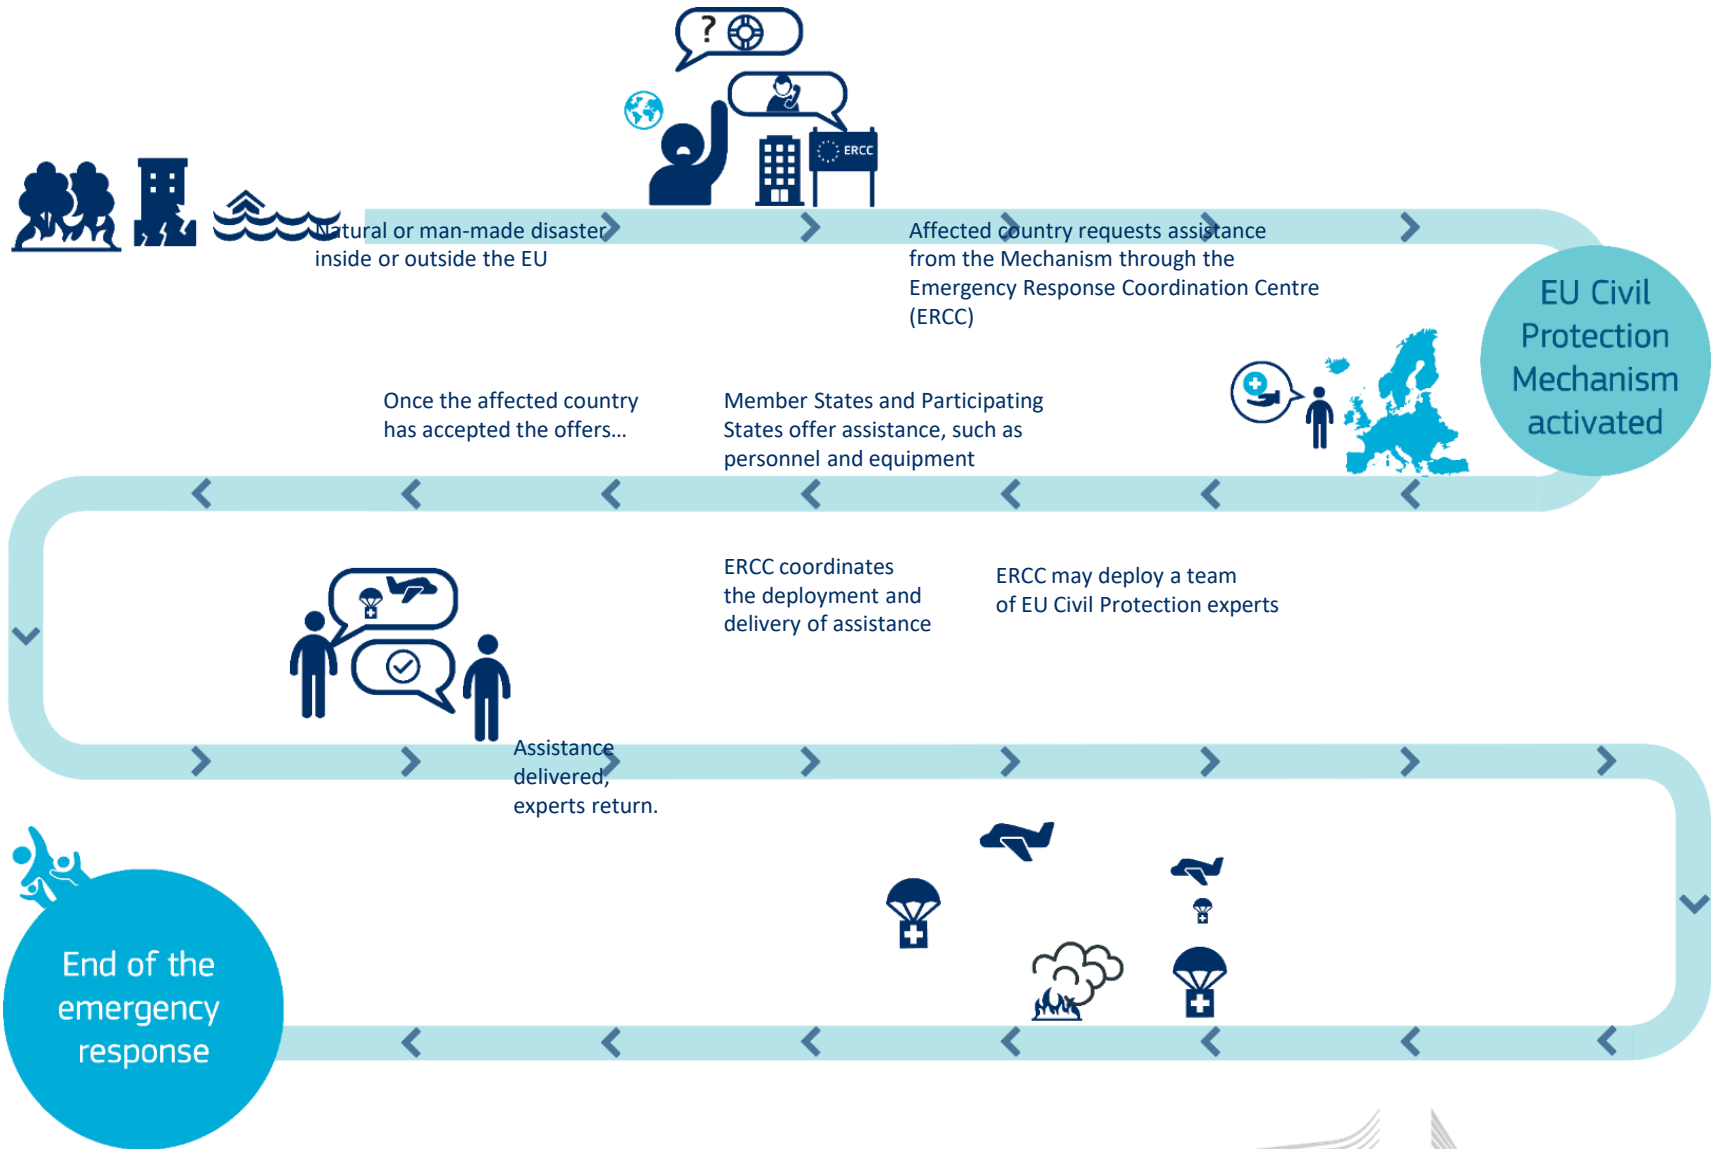 ?
ERCC
Natural or man-made disaster
inside or outside the EU
Affected country requests assistance
from the Mechanism through the
Emergency Response Coordination Centre
(ERCC)
EU Civil
Protection
Mechanism
activated
Member States and Participating
States offer assistance, such as
personnel and equipment
Once the affected country
has accepted the offers...
ERCC coordinates
the deployment and
delivery of assistance
ERCC may deploy a team
of EU Civil Protection experts
Assistance
delivered,
experts return.
End of the
emergency
response